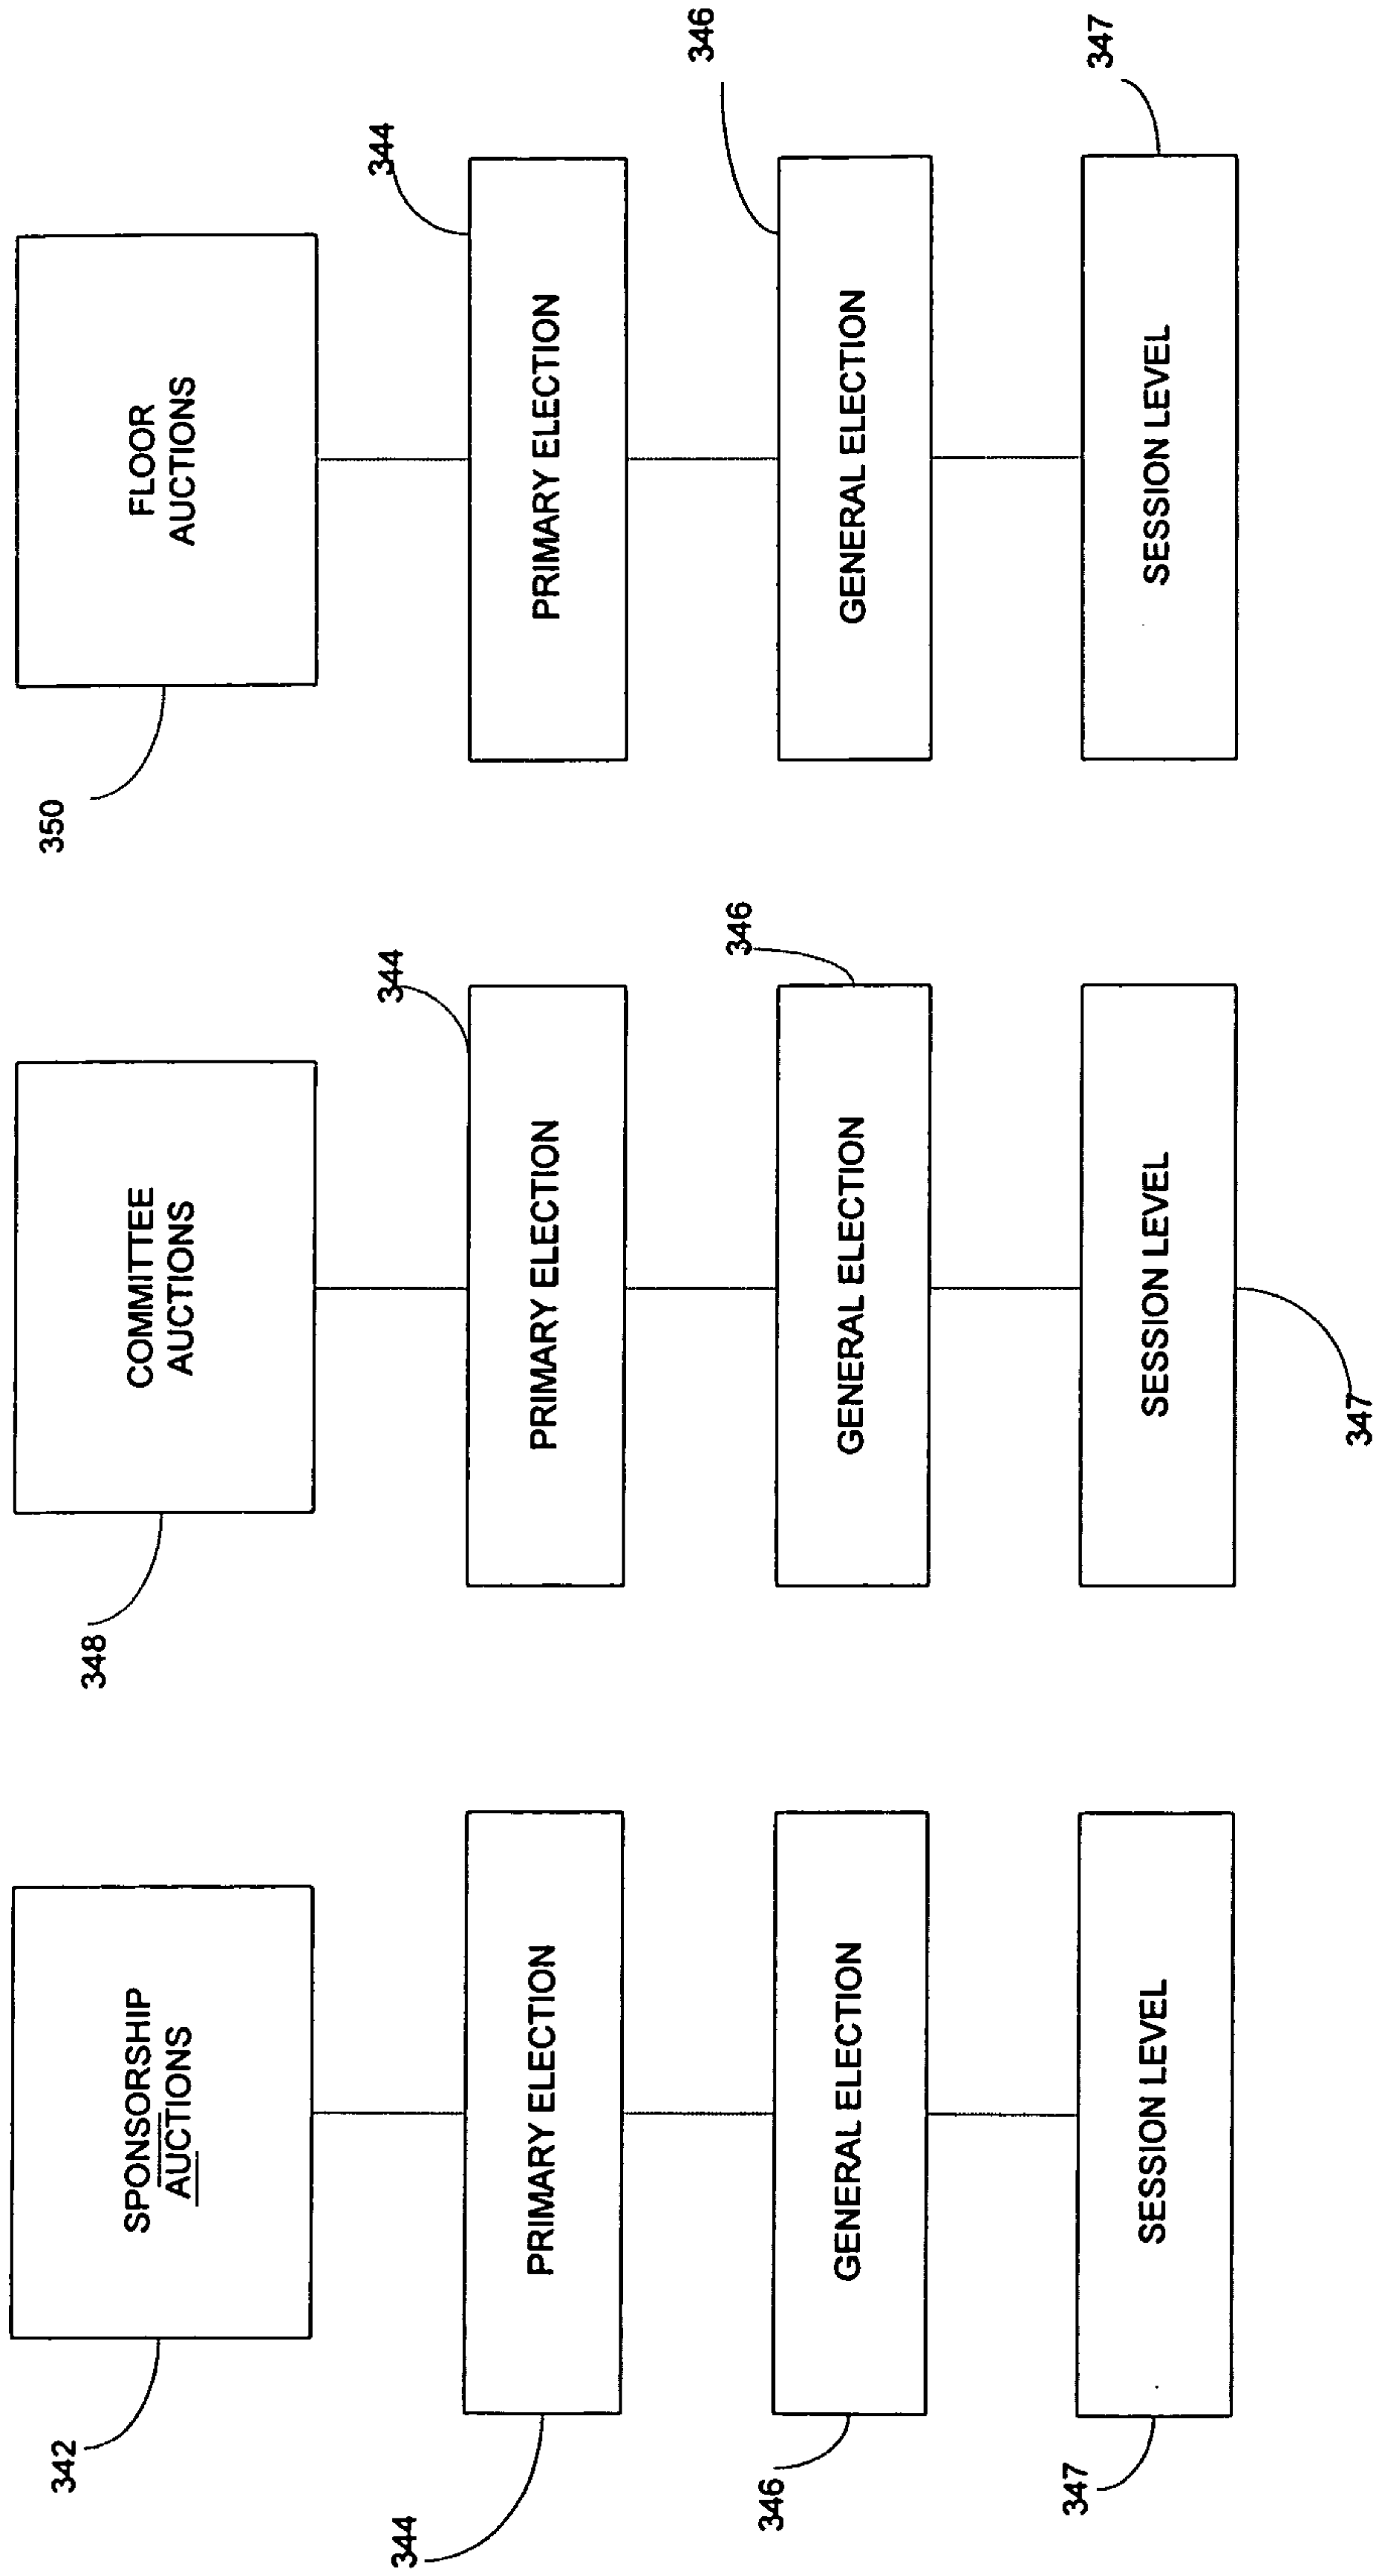 342
SPONSORSHIP
AUCTIONS
344
PRIMARY ELECTION
346
GENERAL ELECTION
347
SESSION LEVEL
348
COMMITTEE
AUCTIONS
344
PRIMARY ELECTION
346
GENERAL ELECTION
SESSION LEVEL
347
350
FLOOR
AUCTIONS
344
PRIMARY ELECTION
346
GENERAL ELECTION
347
SESSION LEVEL